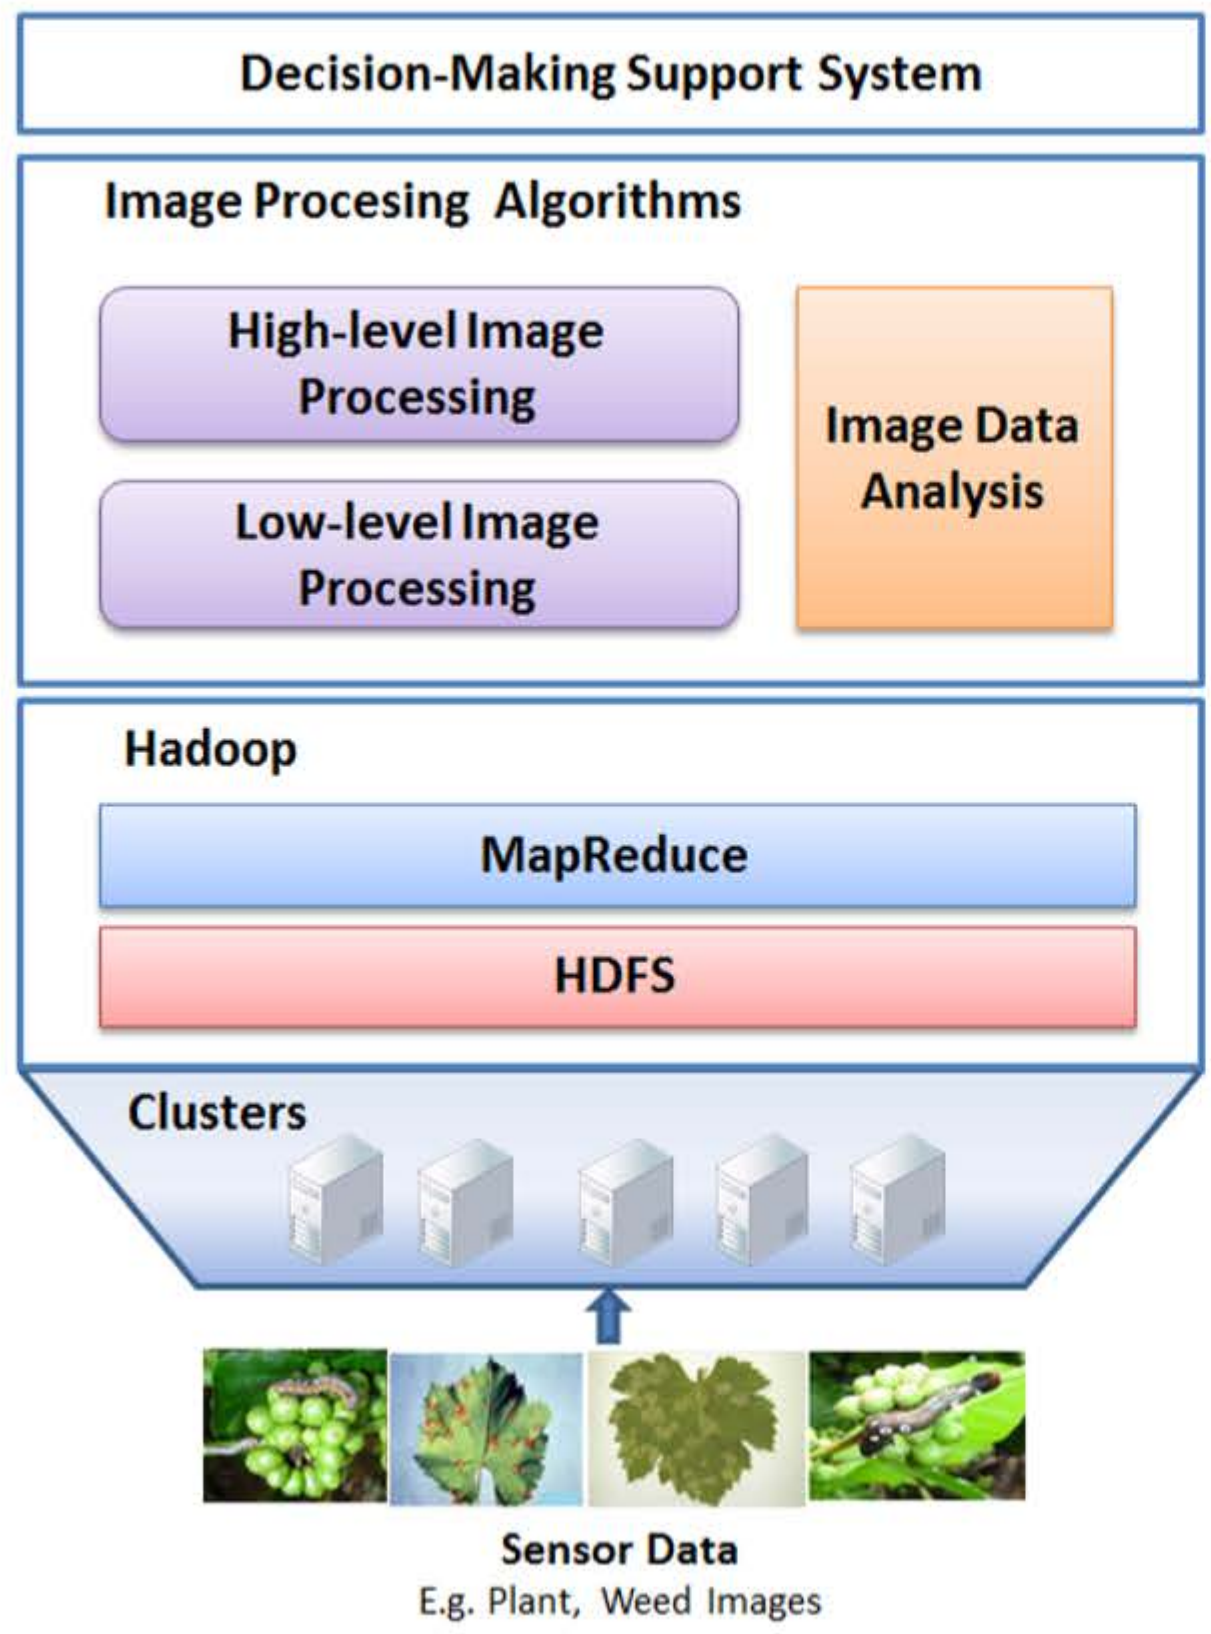 Decision-Making Support System
Image Procesing Algorithms
High-level Image
Processing
Low-level Image
Processing
Image Data
Analysis
Hadoop
MapReduce
HDFS
Clusters
Sensor Data
E.g. Plant, Weed Images